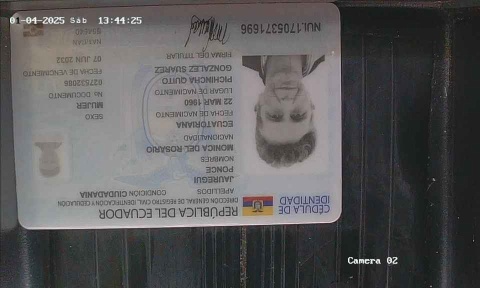 01-04-2025 Sáb 13:44:25
CÉDULA DE
IDENTIDAD
REPÚBLICA DEL ECUADOR
DIRECCIÓN GENERAL DE REGISTRO CIVIL, IDENTIFICACIÓN Y CEDULACIÓN
APELLIDOS
CONDICIÓN CIUDADANÍA
JAUREGUI
PONCE
NOMBRES
MONICA DEL ROSARIO
NACIONALIDAD
ECUATORIANA
FECHA DE NACIMIENTO
22 MAR 1960
LUGAR DE NACIMIENTO
PICHINCHA QUITO
GONZALEZ SUAREZ
FIRMA DEL TITULAR
SEXO
MUJER
No. DOCUMENTO
FECHA DE VENCIMIENTO
07 JUN 2032
NAT/CAN
NUI.1705371696
Camera 02